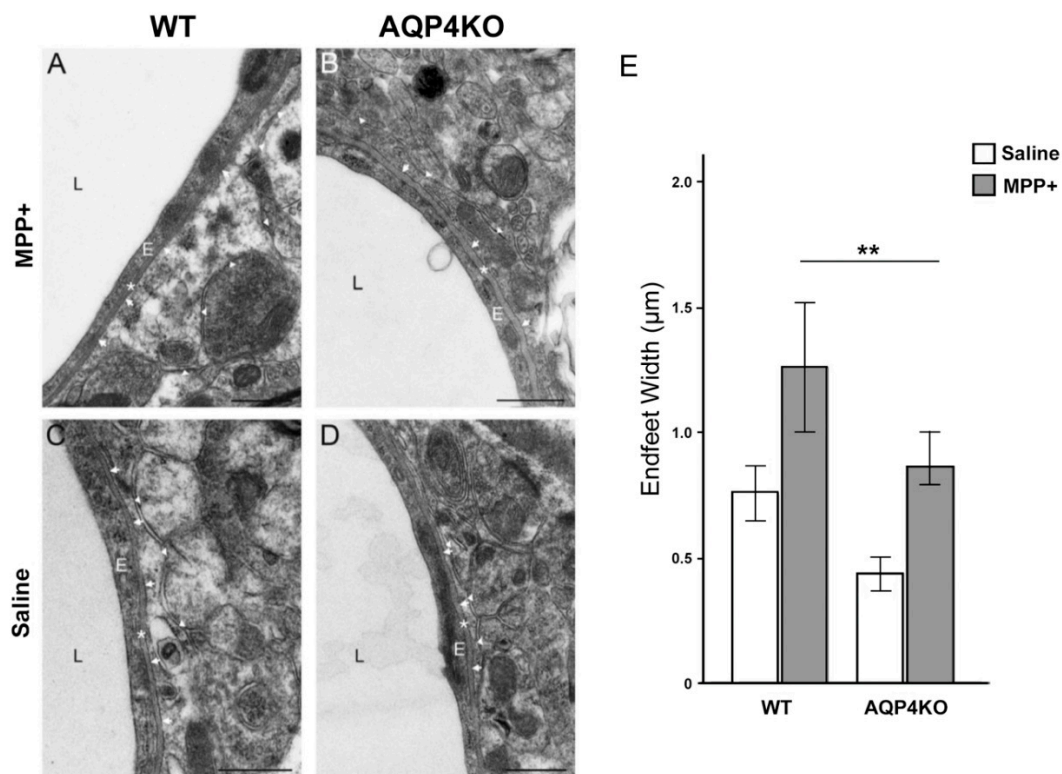 WT AQP4KO
MPP+
Saline
A
L
E
*
B
L
*
E
C
E
*
L
D
*
E
L
E
Saline
MPP+
**
Endfeet Width (µm)
2.0
1.5
1.0
0.5
0
WT AQP4KO